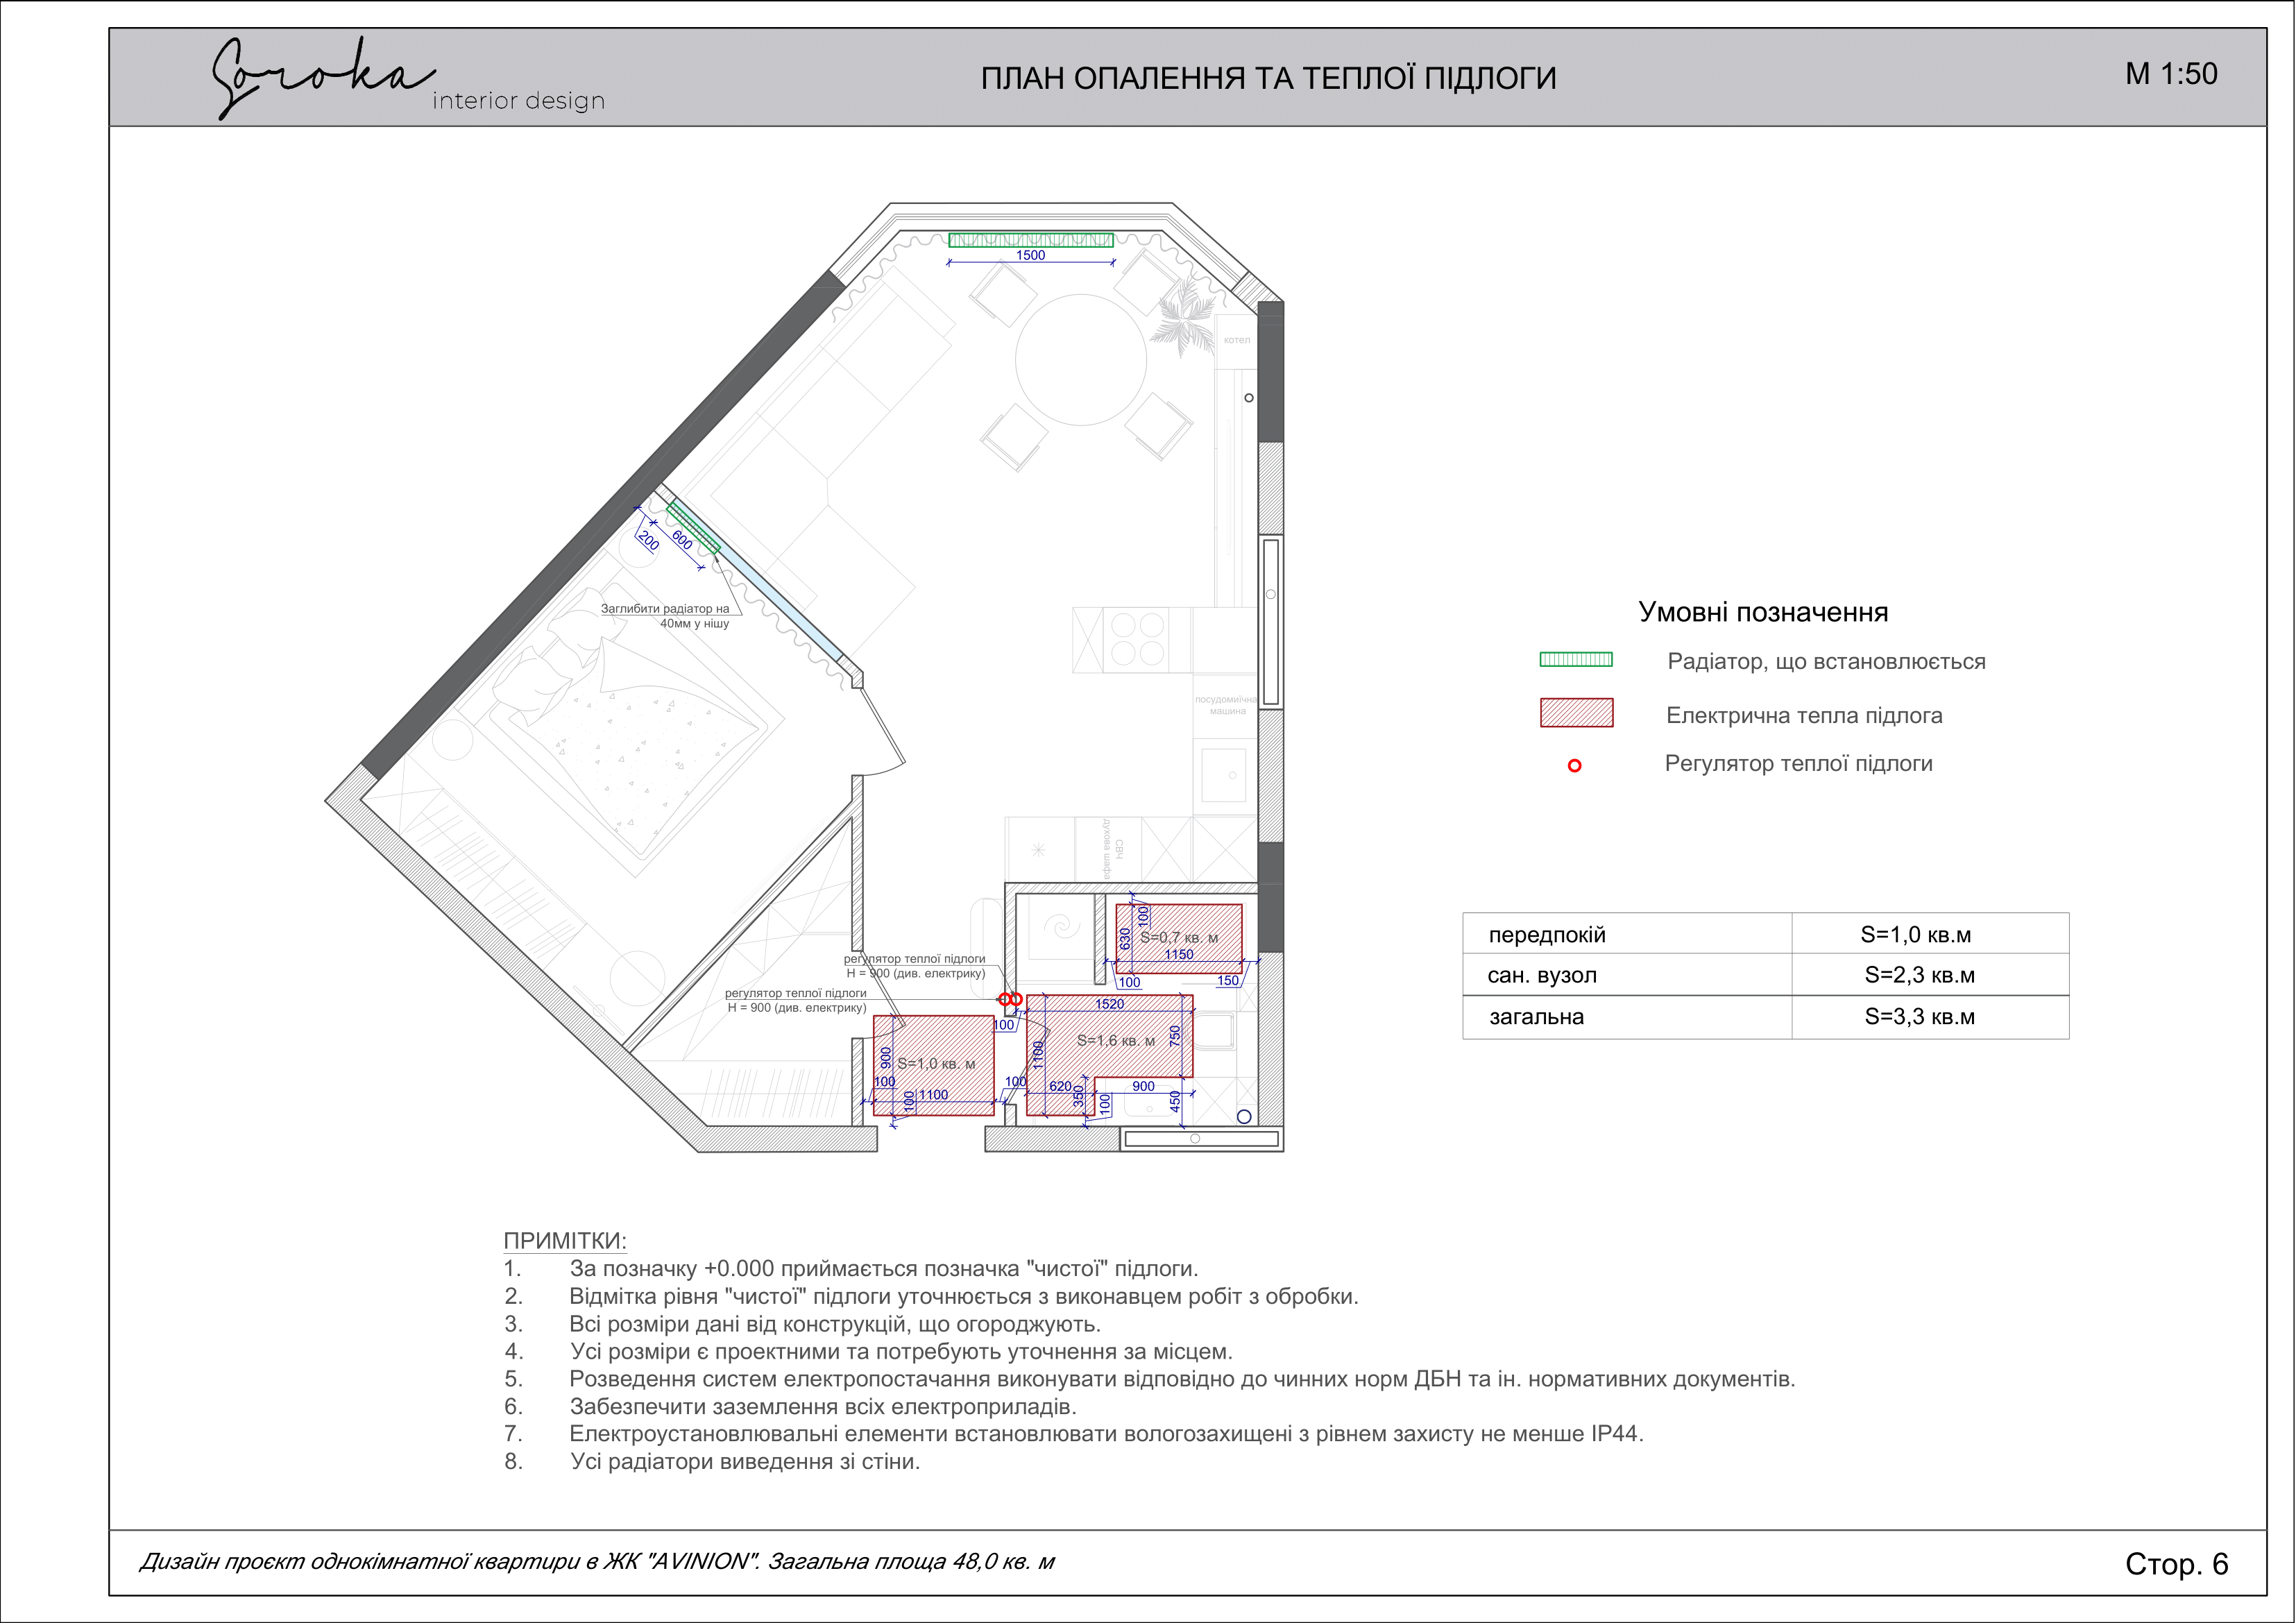 Soroka
interior design
ПЛАН ОПАЛЕННЯ ТА ТЕПЛОЇ ПІДЛОГИ
М 1:50
1500
котел
200
600
Заглибити радіатор на
40мм у нішу
посудомиїчна
машина
духова шафа
СВЧ
Умовні позначення
Радіатор, що встановлюється
Електрична тепла підлога
Регулятор теплої підлоги
100
630
S=0,7 кв. м
1150
100
150
регулятор теплої підлоги
Н = 900 (див. електрику)
регулятор теплої підлоги
Н = 900 (див. електрику)
1520
100
750
S=1,6 кв. м
1100
900
S=1,0 кв. м
100
1100
100
100
620
350
900
100
450
передпокій S=1,0 кв.м
сан. вузол S=2,3 кв.м
загальна S=3,3 кв.м
ПРИМІТКИ:
1. За позначку +0.000 приймається позначка "чистої" підлоги.
2. Відмітка рівня "чистої" підлоги уточнюється з виконавцем робіт з обробки.
3. Всі розміри дані від конструкцій, що огороджують.
4. Усі розміри є проектними та потребують уточнення за місцем.
5. Розведення систем електропостачання виконувати відповідно до чинних норм ДБН та ін. нормативних документів.
6. Забезпечити заземлення всіх електроприладів.
7. Електроустановлювальні елементи встановлювати вологозахищені з рівнем захисту не менше IP44.
8. Усі радіатори виведення зі стіни.
Дизайн проєкт однокімнатної квартири в ЖК "AVINION". Загальна площа 48,0 кв. м
Стор. 6